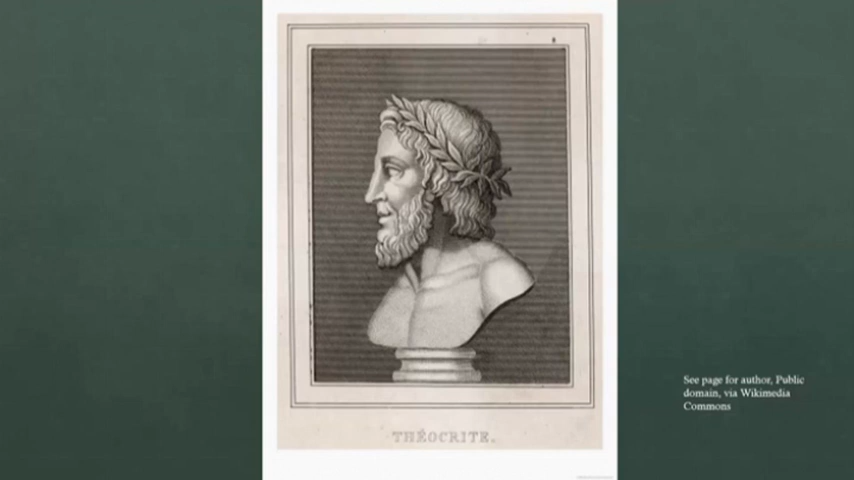 THÉOCRITE.
See page for author, Public
domain, via Wikimedia
Commons